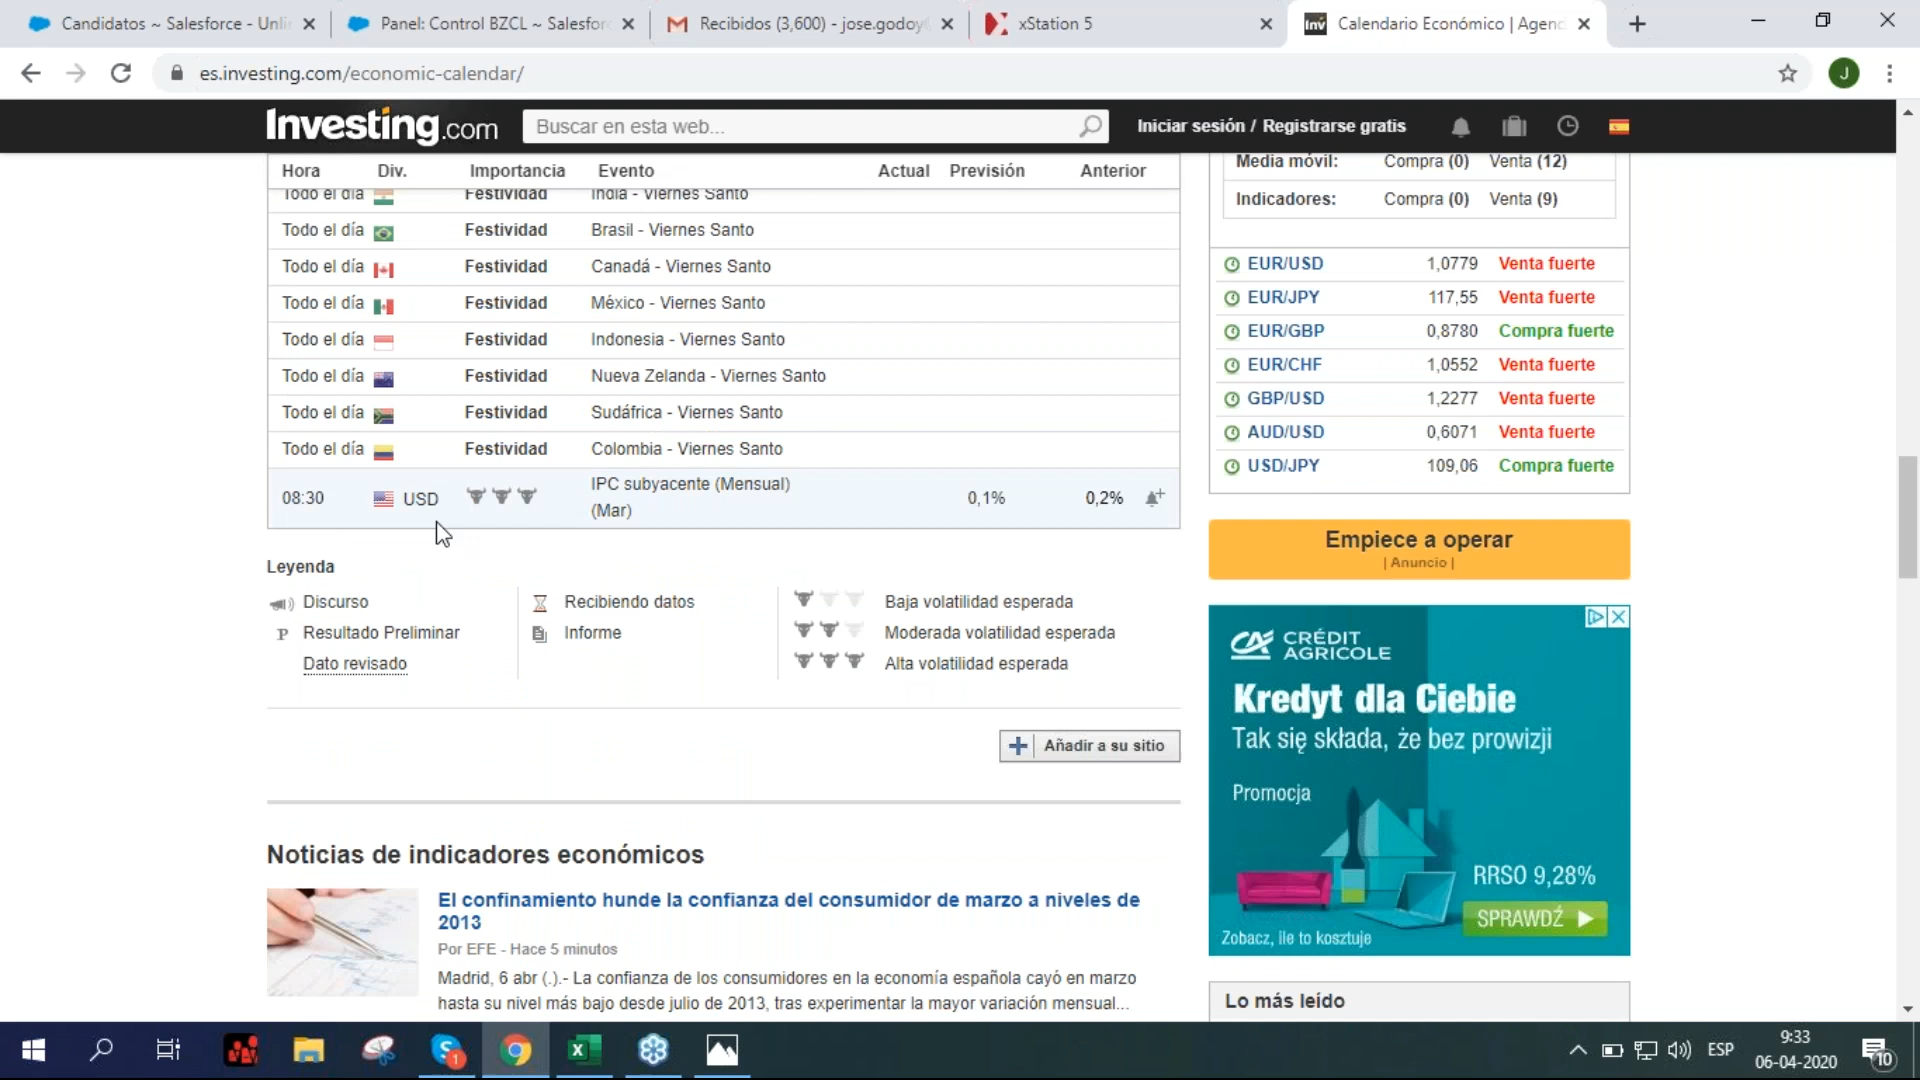 Candidatos ~ Salesforce - Unli
Panel: Control BZCL ~ Salesforc
Recibidos (3,600) - jose.godoy
xStation 5
Calendario Económico | Agenc
es.investing.com/economic-calendar/
J
Investing.com
Buscar en esta web...
Iniciar sesión / Registrarse gratis
Hora Div. Importancia Evento Actual Previsión Anterior
Todo el día Festividad India - Viernes Santo
Todo el día Festividad Brasil - Viernes Santo
Todo el día Festividad Canadá - Viernes Santo
Todo el día Festividad México - Viernes Santo
Todo el día Festividad Indonesia - Viernes Santo
Todo el día Festividad Nueva Zelanda - Viernes Santo
Todo el día Festividad Sudáfrica - Viernes Santo
Todo el día Festividad Colombia - Viernes Santo
08:30 USD IPC subyacente (Mensual) 0,1% 0,2%
(Mar)
Leyenda
Discurso
Resultado Preliminar
P
Dato revisado
Recibiendo datos
Informe
Baja volatilidad esperada
Moderada volatilidad esperada
Alta volatilidad esperada
Añadir a su sitio
Noticias de indicadores económicos
El confinamiento hunde la confianza del consumidor de marzo a niveles de
2013
Por EFE - Hace 5 minutos
Madrid, 6 abr (.).- La confianza de los consumidores en la economía española cayó en marzo
hasta su nivel más bajo desde julio de 2013, tras experimentar la mayor variación mensual...
Media móvil: Compra (0) Venta (12)
Indicadores: Compra (0) Venta (9)
EUR/USD 1,0779 Venta fuerte
EUR/JPY 117,55 Venta fuerte
EUR/GBP 0,8780 Compra fuerte
EUR/CHF 1,0552 Venta fuerte
GBP/USD 1,2277 Venta fuerte
AUD/USD 0,6071 Venta fuerte
USD/JPY 109,06 Compra fuerte
Empiece a operar
| Anuncio |
CA CRÉDIT
AGRICOLE
Kredyt dla Ciebie
Tak się składa, że bez prowizji
Promocja
RRSO 9,28%
SPRAWDŹ
Zobacz, ile to kosztuje
Lo más leído
1
ESP
9:33
06-04-2020
10